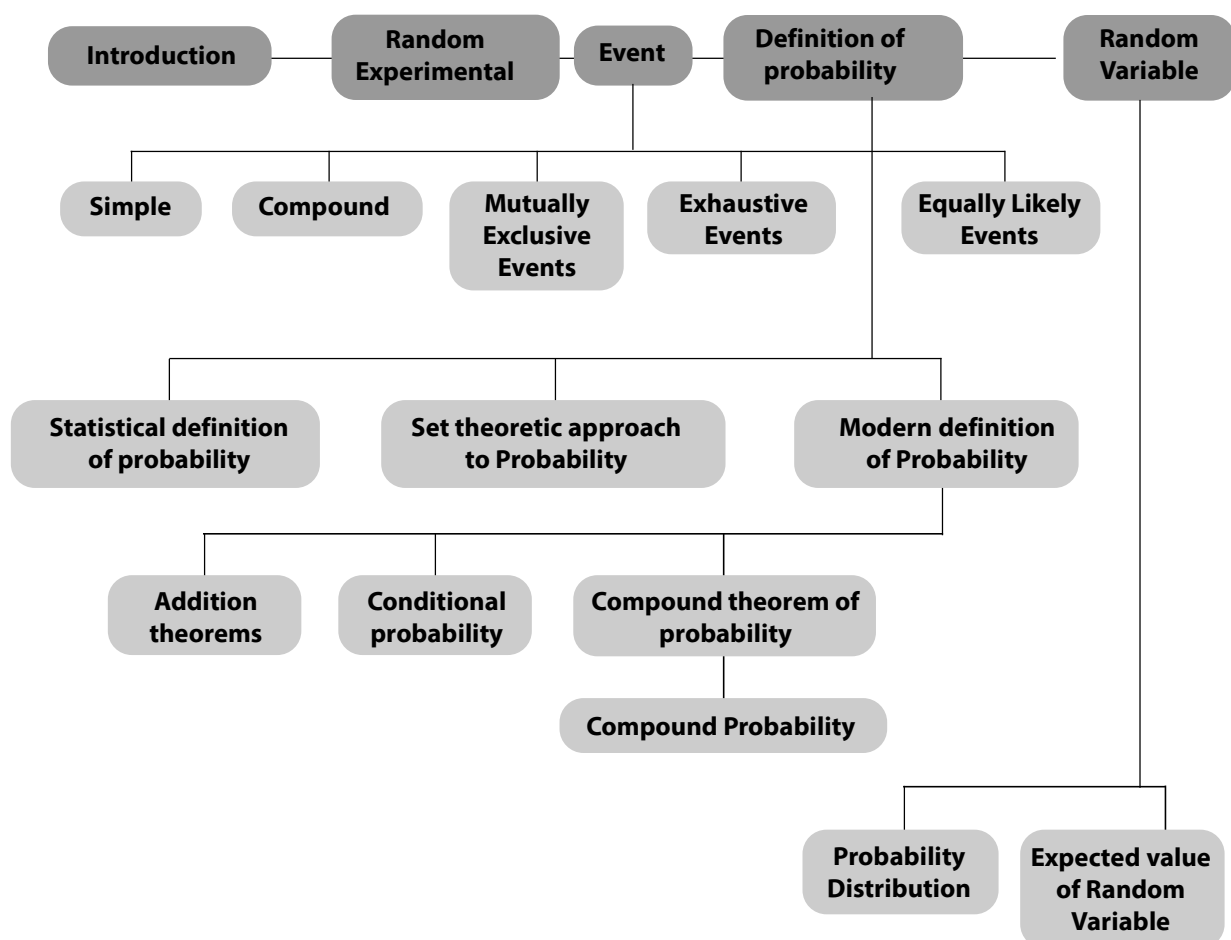 Introduction
Random
Experimental
Event
Definition of
probability
Random
Variable
Simple
Compound
Mutually
Exclusive
Events
Exhaustive
Events
Equally Likely
Events
Statistical definition
of probability
Set theoretic approach
to Probability
Modern definition
of Probability
Addition
theorems
Conditional
probability
Compound theorem of
probability
Compound Probability
Probability
Distribution
Expected value
of Random
Variable